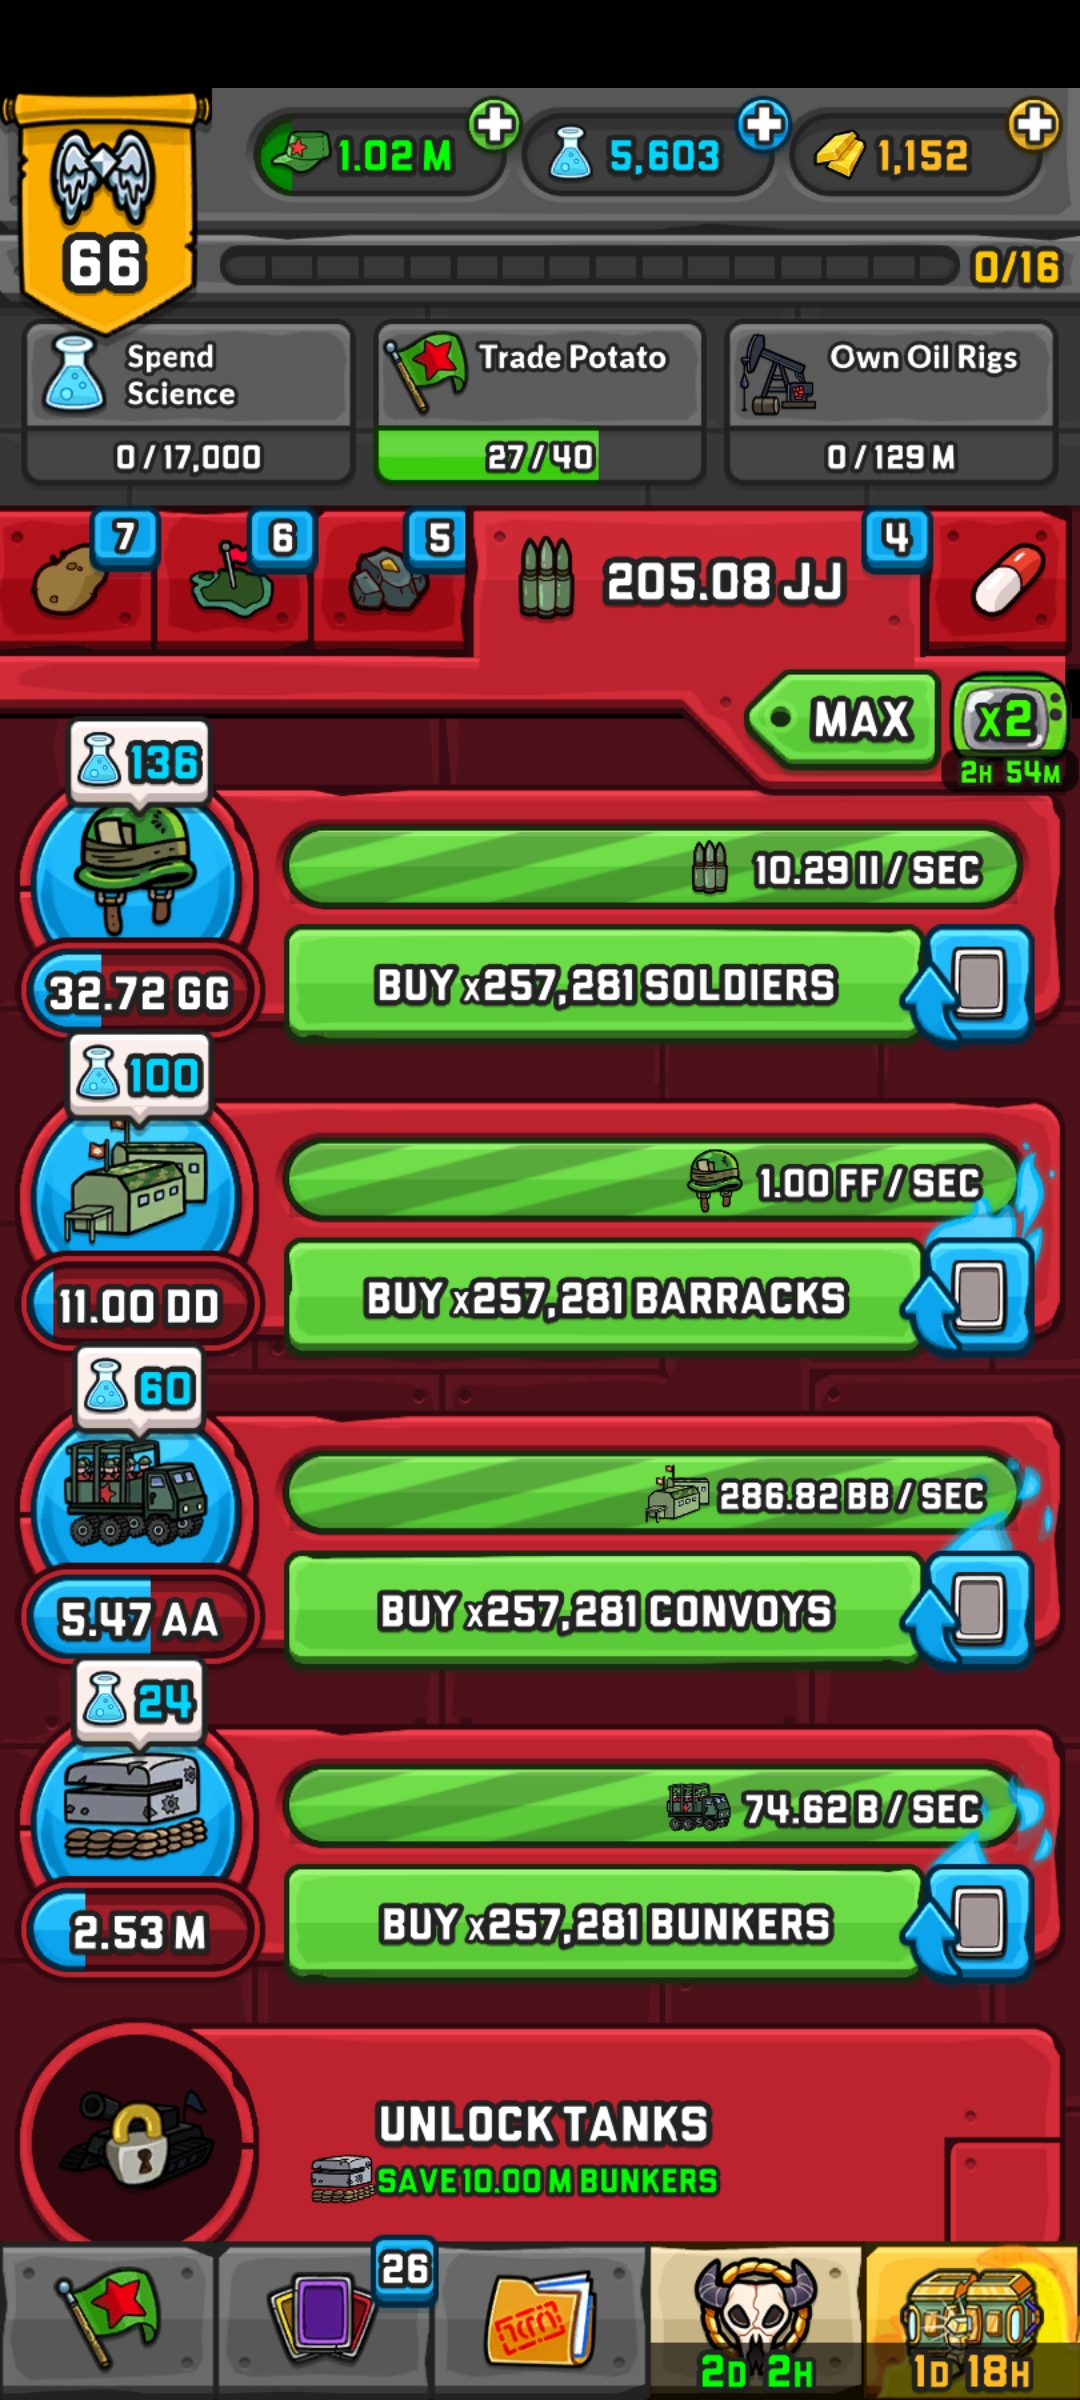 1.02 M
5,603
1,152
66
0/16
Spend
Science
0 / 17,000
Trade Potato
27 / 40
Own Oil Rigs
0 / 129 M
7
6
5
205.08 JJ
4
MAX
x2
2H 54M
136
10.29 II / SEC
32.72 GG
BUY x257,281 SOLDIERS
100
1.00 FF / SEC
11.00 DD
BUY x257,281 BARRACKS
60
286.82 BB / SEC
5.47 AA
BUY x257,281 CONVOYS
24
74.62 B / SEC
2.53 M
BUY x257,281 BUNKERS
UNLOCK TANKS
SAVE 10.00 M BUNKERS
26
2D 2H
1D 18H